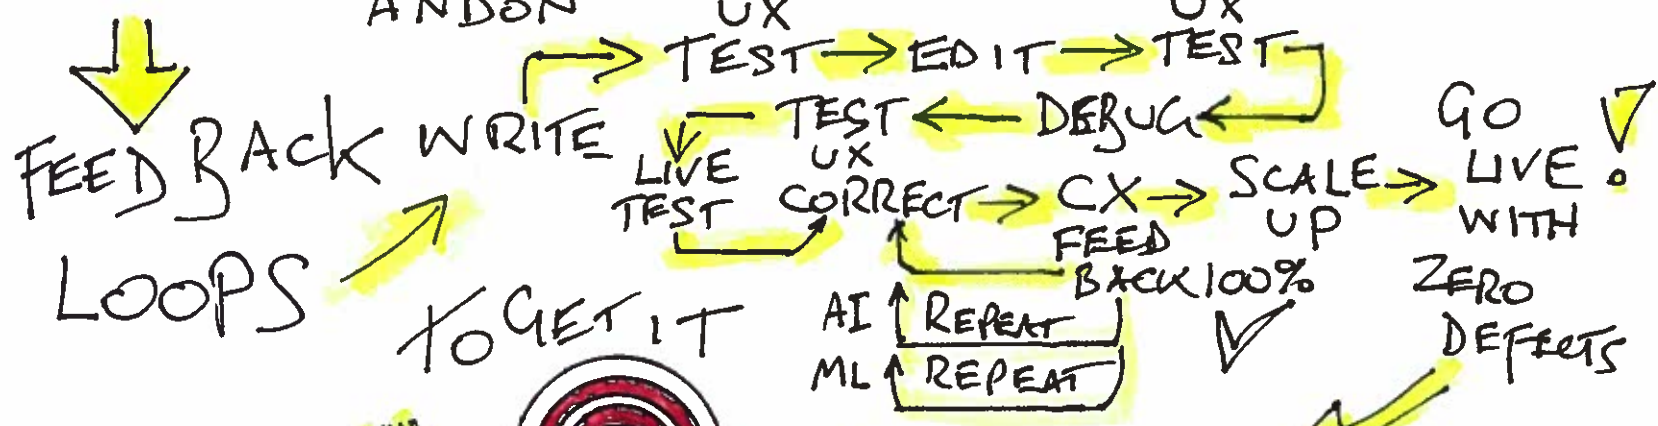 ANDON
UX
TEST → EDIT → UX
TEST
FEEDBACK
LOOPS
WRITE
TEST ← DEBUG
UX
LIVE
TEST
CORRECT → CX → SCALE
UP
FEED
BACK 100%
GO
LIVE !
WITH
ZERO
DEFECTS
TO GET IT
AI REPEAT
ML REPEAT